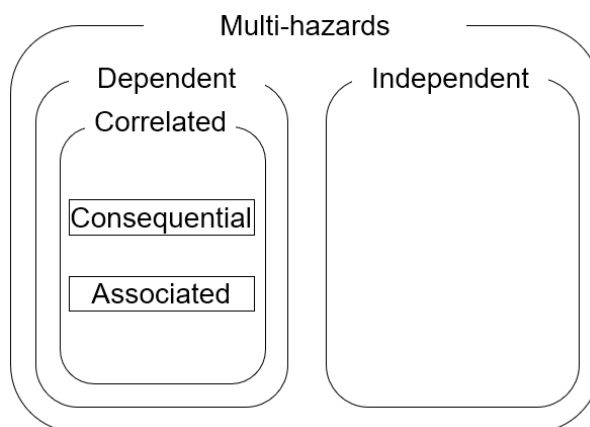 Multi-hazards
Dependent
Independent
Correlated
Consequential
Associated